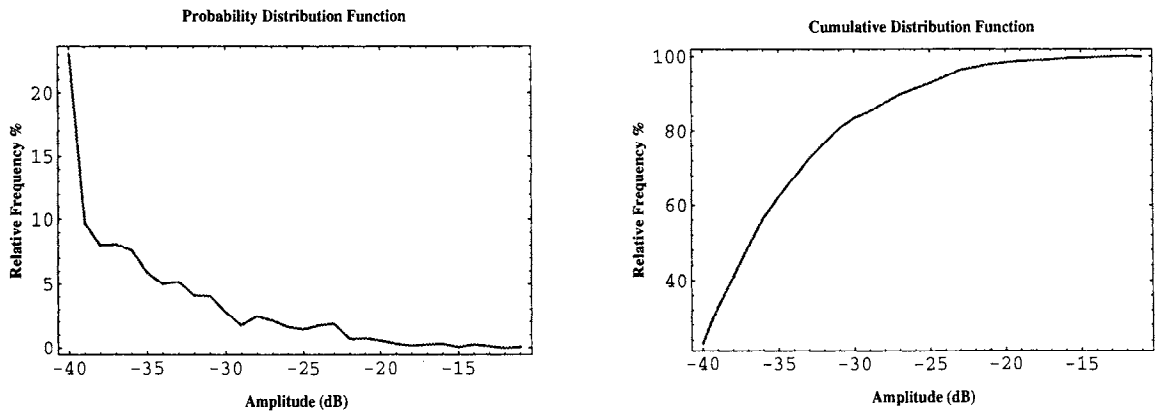 Probability Distribution Function
Relative Frequency %
20
15
10
5
0
-40 -35 -30 -25 -20 -15
Amplitude (dB)
Cumulative Distribution Function
Relative Frequency %
100
80
60
40
-40 -35 -30 -25 -20 -15
Amplitude (dB)